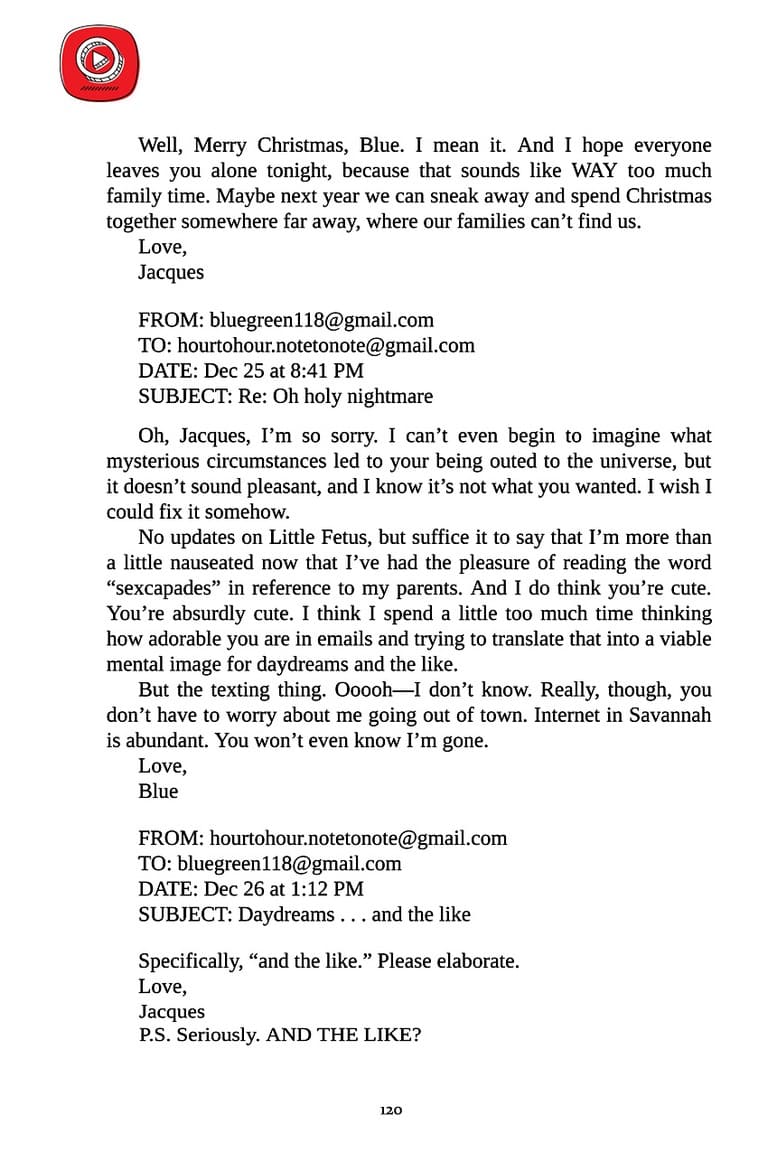 Well, Merry Christmas, Blue. I mean it. And I hope everyone
leaves you alone tonight, because that sounds like WAY too much
family time. Maybe next year we can sneak away and spend Christmas
together somewhere far away, where our families can’t find us.
Love,
Jacques
FROM: bluegreen118@gmail.com
TO: hourtohour.notetonote@gmail.com
DATE: Dec 25 at 8:41 PM
SUBJECT: Re: Oh holy nightmare
Oh, Jacques, I’m so sorry. I can’t even begin to imagine what
mysterious circumstances led to your being outed to the universe, but
it doesn’t sound pleasant, and I know it’s not what you wanted. I wish I
could fix it somehow.
No updates on Little Fetus, but suffice it to say that I’m more than
a little nauseated now that I’ve had the pleasure of reading the word
“sexcapades” in reference to my parents. And I do think you’re cute.
You’re absurdly cute. I think I spend a little too much time thinking
how adorable you are in emails and trying to translate that into a viable
mental image for daydreams and the like.
But the texting thing. Ooooh—I don’t know. Really, though, you
don’t have to worry about me going out of town. Internet in Savannah
is abundant. You won’t even know I’m gone.
Love,
Blue
FROM: hourtohour.notetonote@gmail.com
TO: bluegreen118@gmail.com
DATE: Dec 26 at 1:12 PM
SUBJECT: Daydreams . . . and the like
Specifically, “and the like.” Please elaborate.
Love,
Jacques
P.S. Seriously. AND THE LIKE?
120